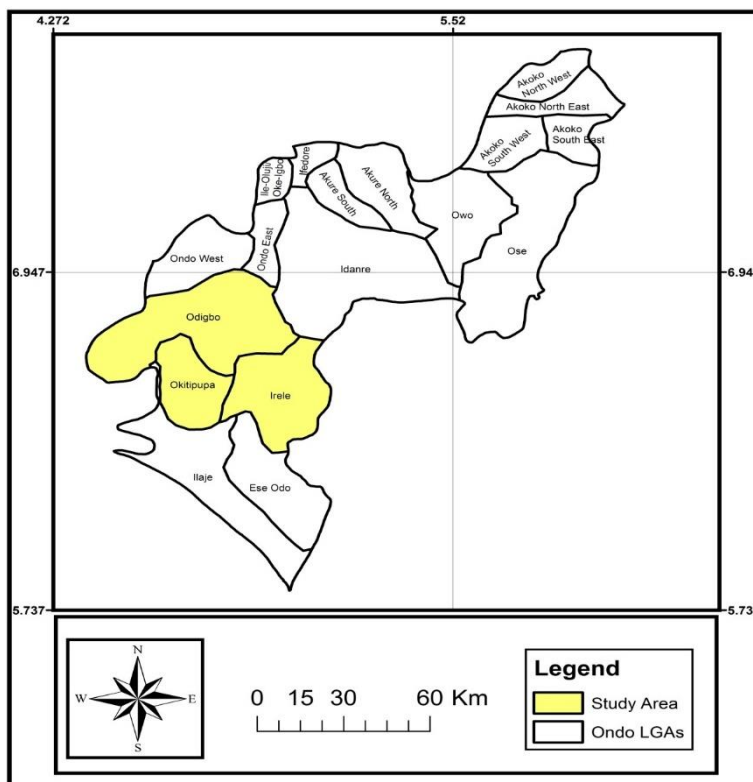 4.272
5.52
Akoko
North West
Akoko North East
Akoko
South West
Akoko
South East
Ile-Oluji/
Oke-Igbo
Ifedore
Akure South
Akure North
Owo
Ose
Ondo West
Ondo East
Idanre
6.947
6.94
Odigbo
Okitipupa
Irele
Ilaje
Ese Odo
5.737
5.73
N
W
E
S
0 15 30 60 Km
Legend
Study Area
Ondo LGAs